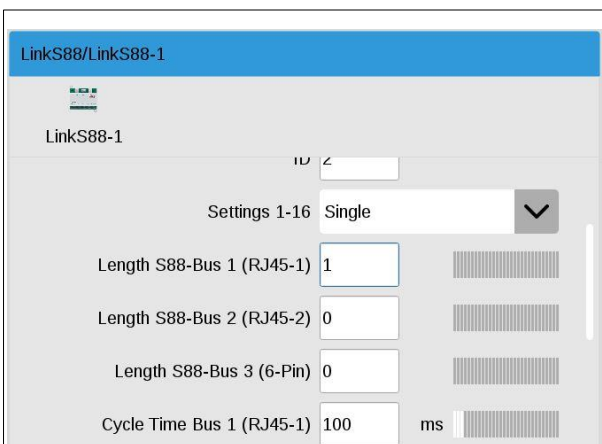 LinkS88/LinkS88-1
LinkS88-1
ID 2
Settings 1-16 Single
Length S88-Bus 1 (RJ45-1) 1
Length S88-Bus 2 (RJ45-2) 0
Length S88-Bus 3 (6-Pin) 0
Cycle Time Bus 1 (RJ45-1) 100 ms